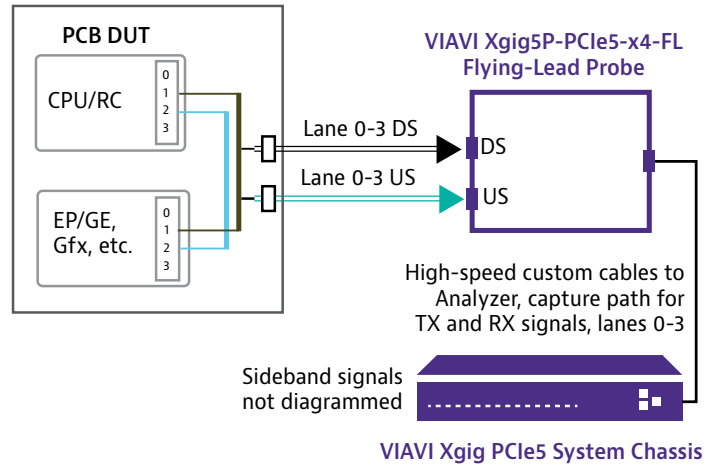 PCB DUT
CPU/RC
0
1
2
3
EP/GE,
Gfx, etc.
0
1
2
3
Lane 0-3 DS
Lane 0-3 US
VIAVI Xgig5P-PCIe5-x4-FL
Flying-Lead Probe
DS
US
High-speed custom cables to
Analyzer, capture path for
TX and RX signals, lanes 0-3
Sideband signals
not diagrammed
VIAVI Xgig PCIe5 System Chassis